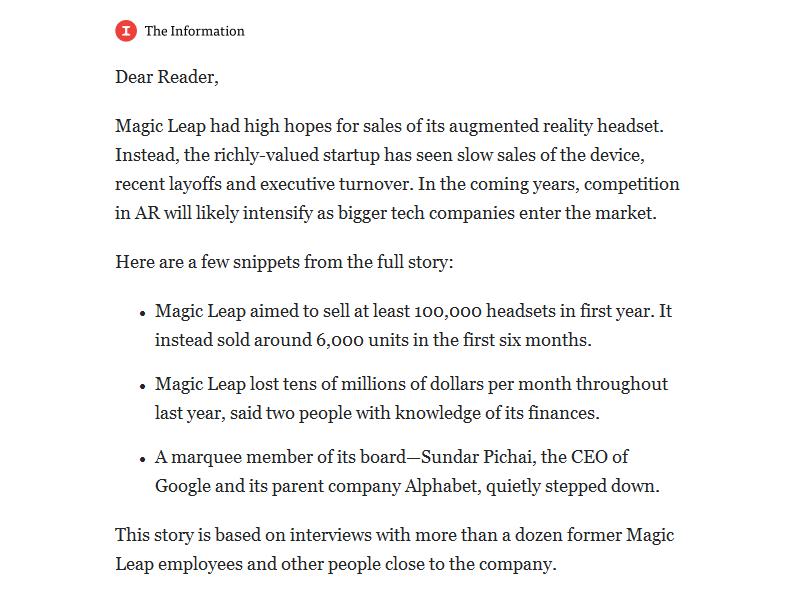 The Information
Dear Reader,
Magic Leap had high hopes for sales of its augmented reality headset.
Instead, the richly-valued startup has seen slow sales of the device,
recent layoffs and executive turnover. In the coming years, competition
in AR will likely intensify as bigger tech companies enter the market.
Here are a few snippets from the full story:
• Magic Leap aimed to sell at least 100,000 headsets in first year. It
instead sold around 6,000 units in the first six months.
• Magic Leap lost tens of millions of dollars per month throughout
last year, said two people with knowledge of its finances.
• A marquee member of its board—Sundar Pichai, the CEO of
Google and its parent company Alphabet, quietly stepped down.
This story is based on interviews with more than a dozen former Magic
Leap employees and other people close to the company.